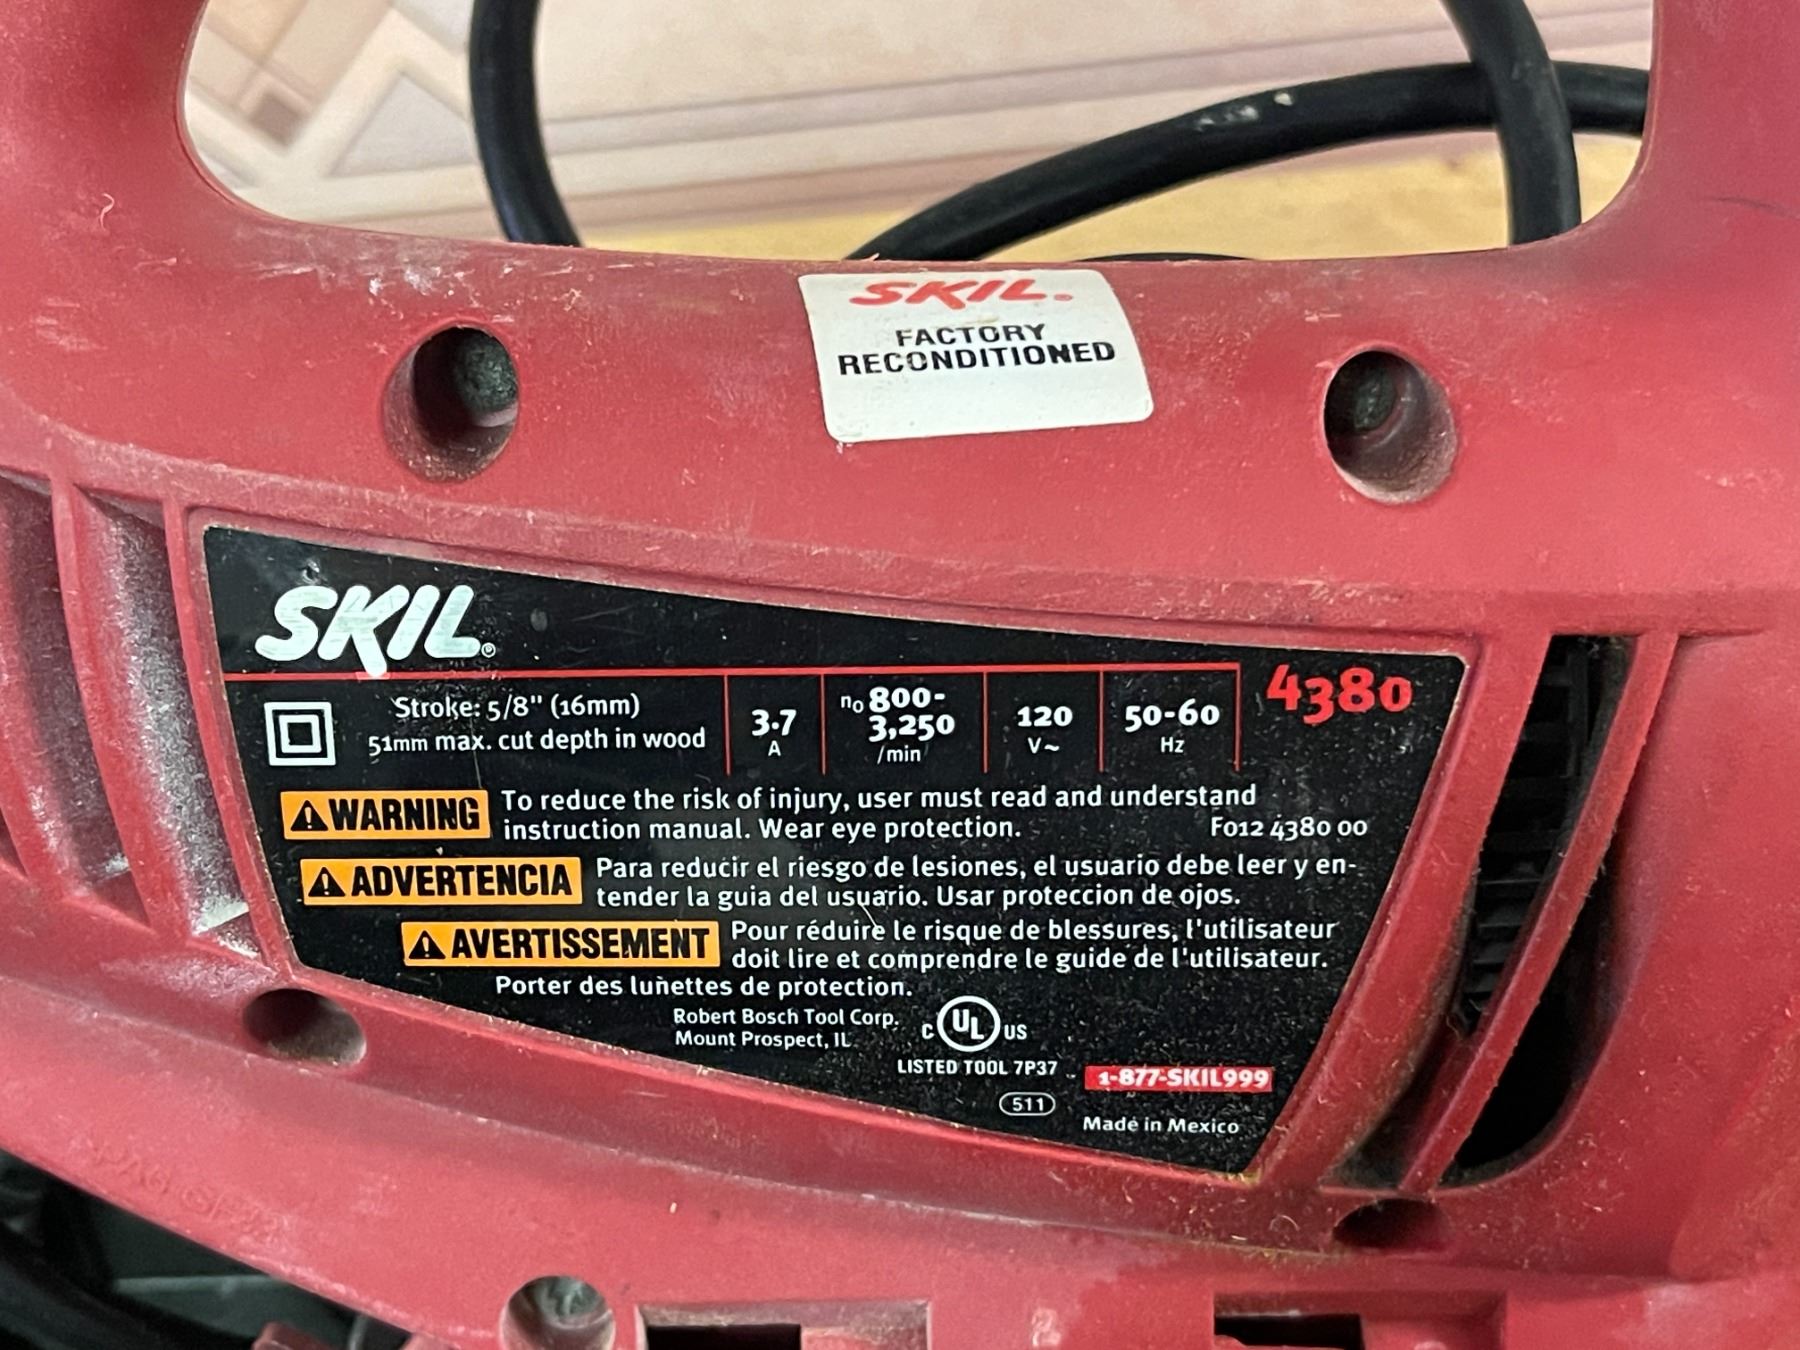 SKIL®
FACTORY
RECONDITIONED
SKIL®
4380
Stroke: 5/8" (16mm)
51mm max. cut depth in wood
3.7
A
no 800-
3,250
/min
120
V~
50-60
Hz
WARNING To reduce the risk of injury, user must read and understand
instruction manual. Wear eye protection. F012 4380 00
ADVERTENCIA Para reducir el riesgo de lesiones, el usuario debe leer y en-
tender la guia del usuario. Usar proteccion de ojos.
AVERTISSEMENT Pour réduire le risque de blessures, l'utilisateur
doit lire et comprendre le guide de l'utilisateur.
Porter des lunettes de protection.
Robert Bosch Tool Corp.
Mount Prospect, IL
C UL US
LISTED TOOL 7P37
1-877-SKIL999
511
Made in Mexico